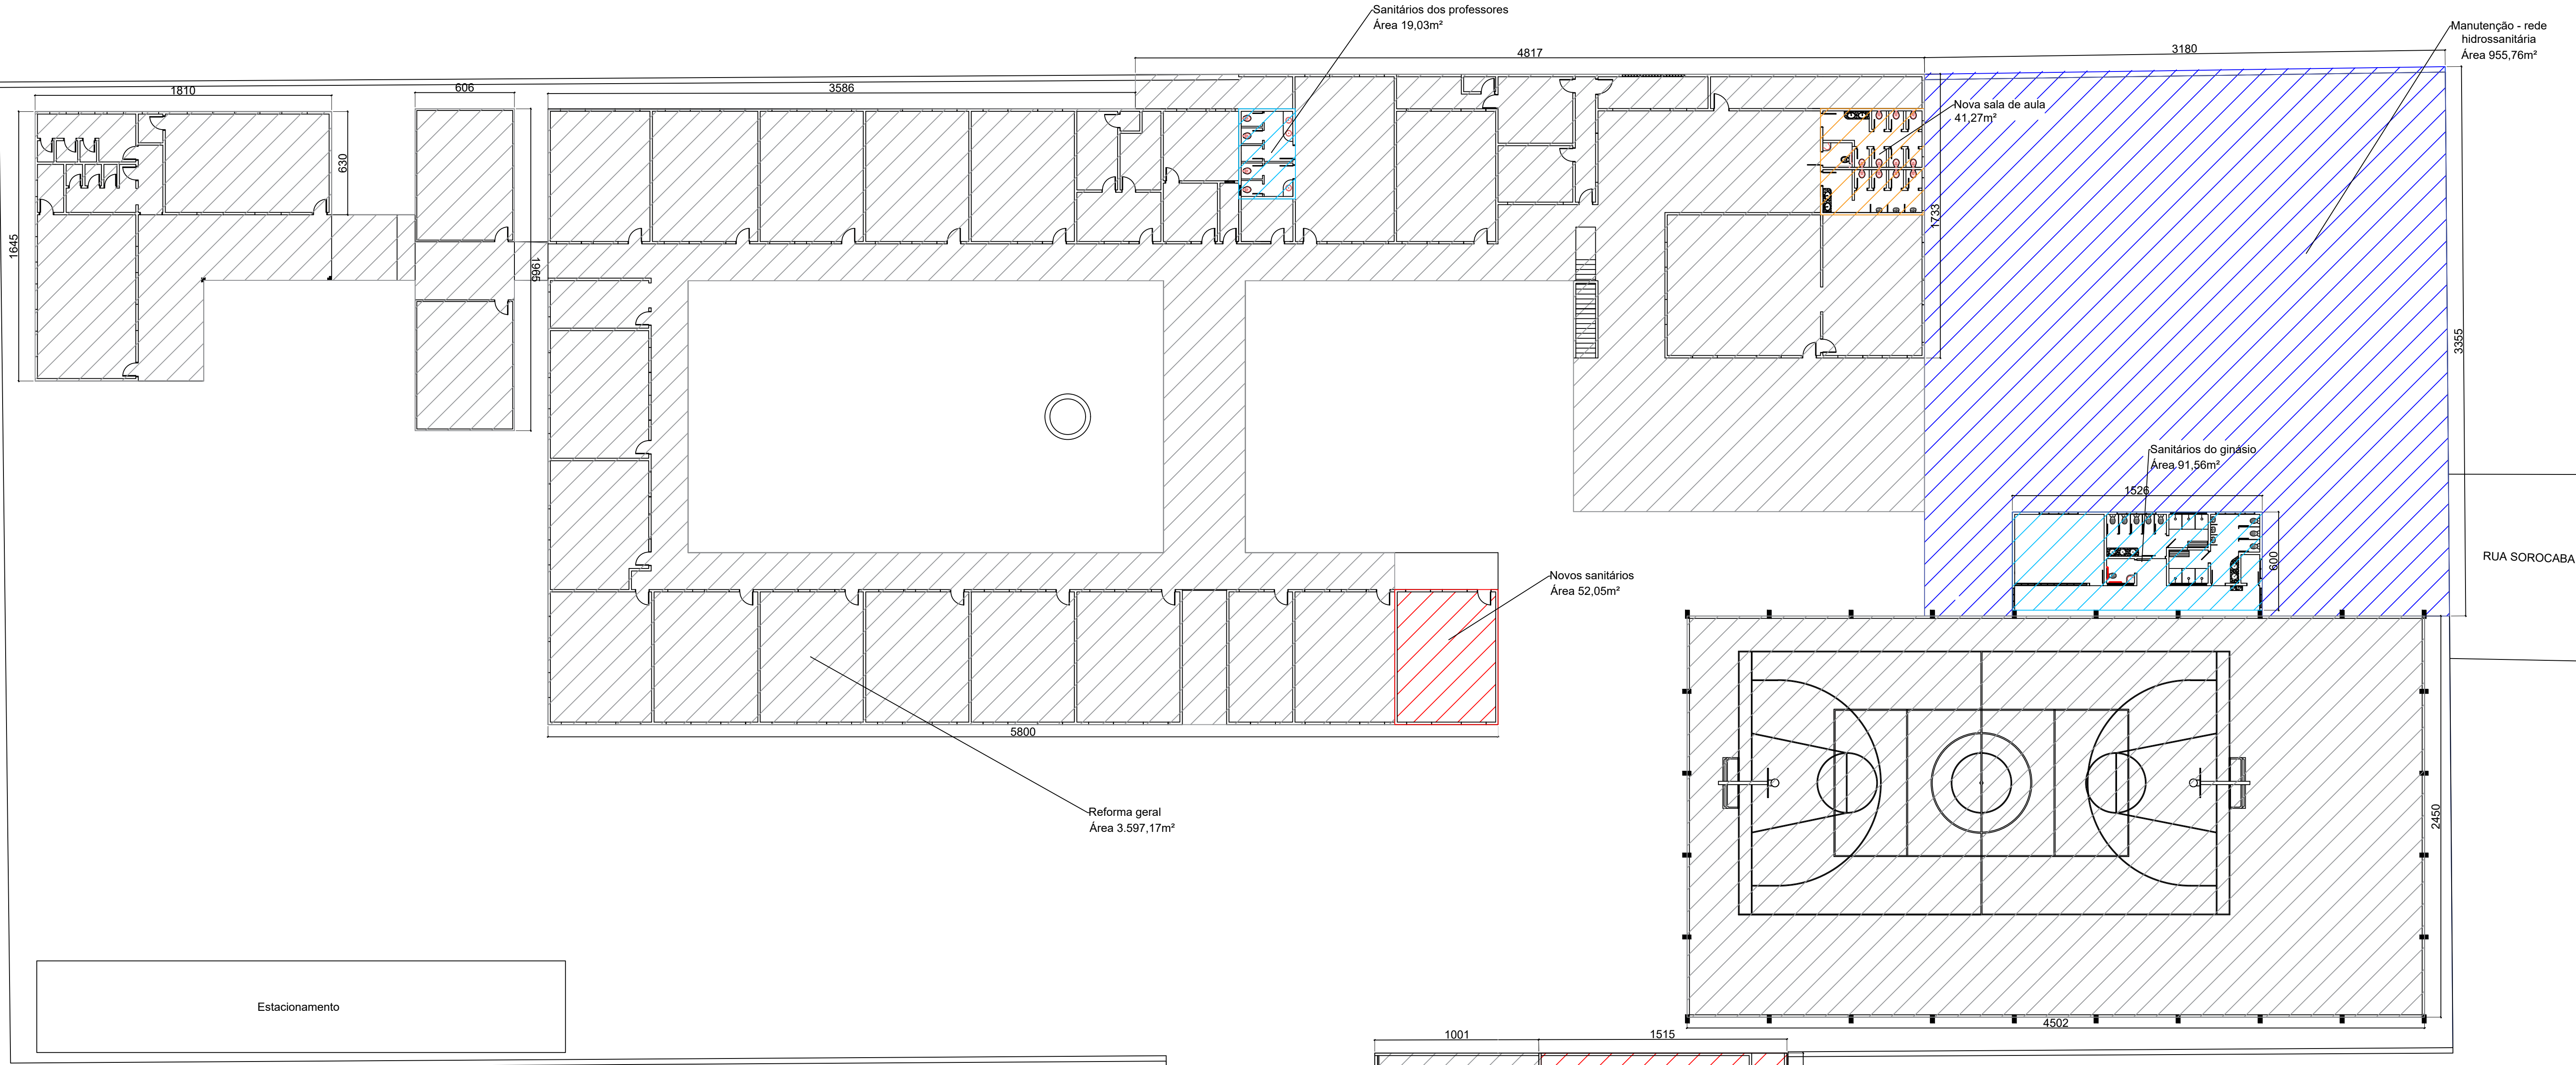 Sanitários dos professores
Área 19,03m²
Manutenção - rede
hidrossanitária
Área 955,76m²
4817
3180
1810
606
3586
Nova sala de aula
41,27m²
630
1733
1645
1965
3355
Sanitários do ginásio
Área 91,56m²
1526
600
RUA SOROCABA
Novos sanitários
Área 52,05m²
5800
Reforma geral
Área 3.597,17m²
2450
Estacionamento
4502
1001
1515